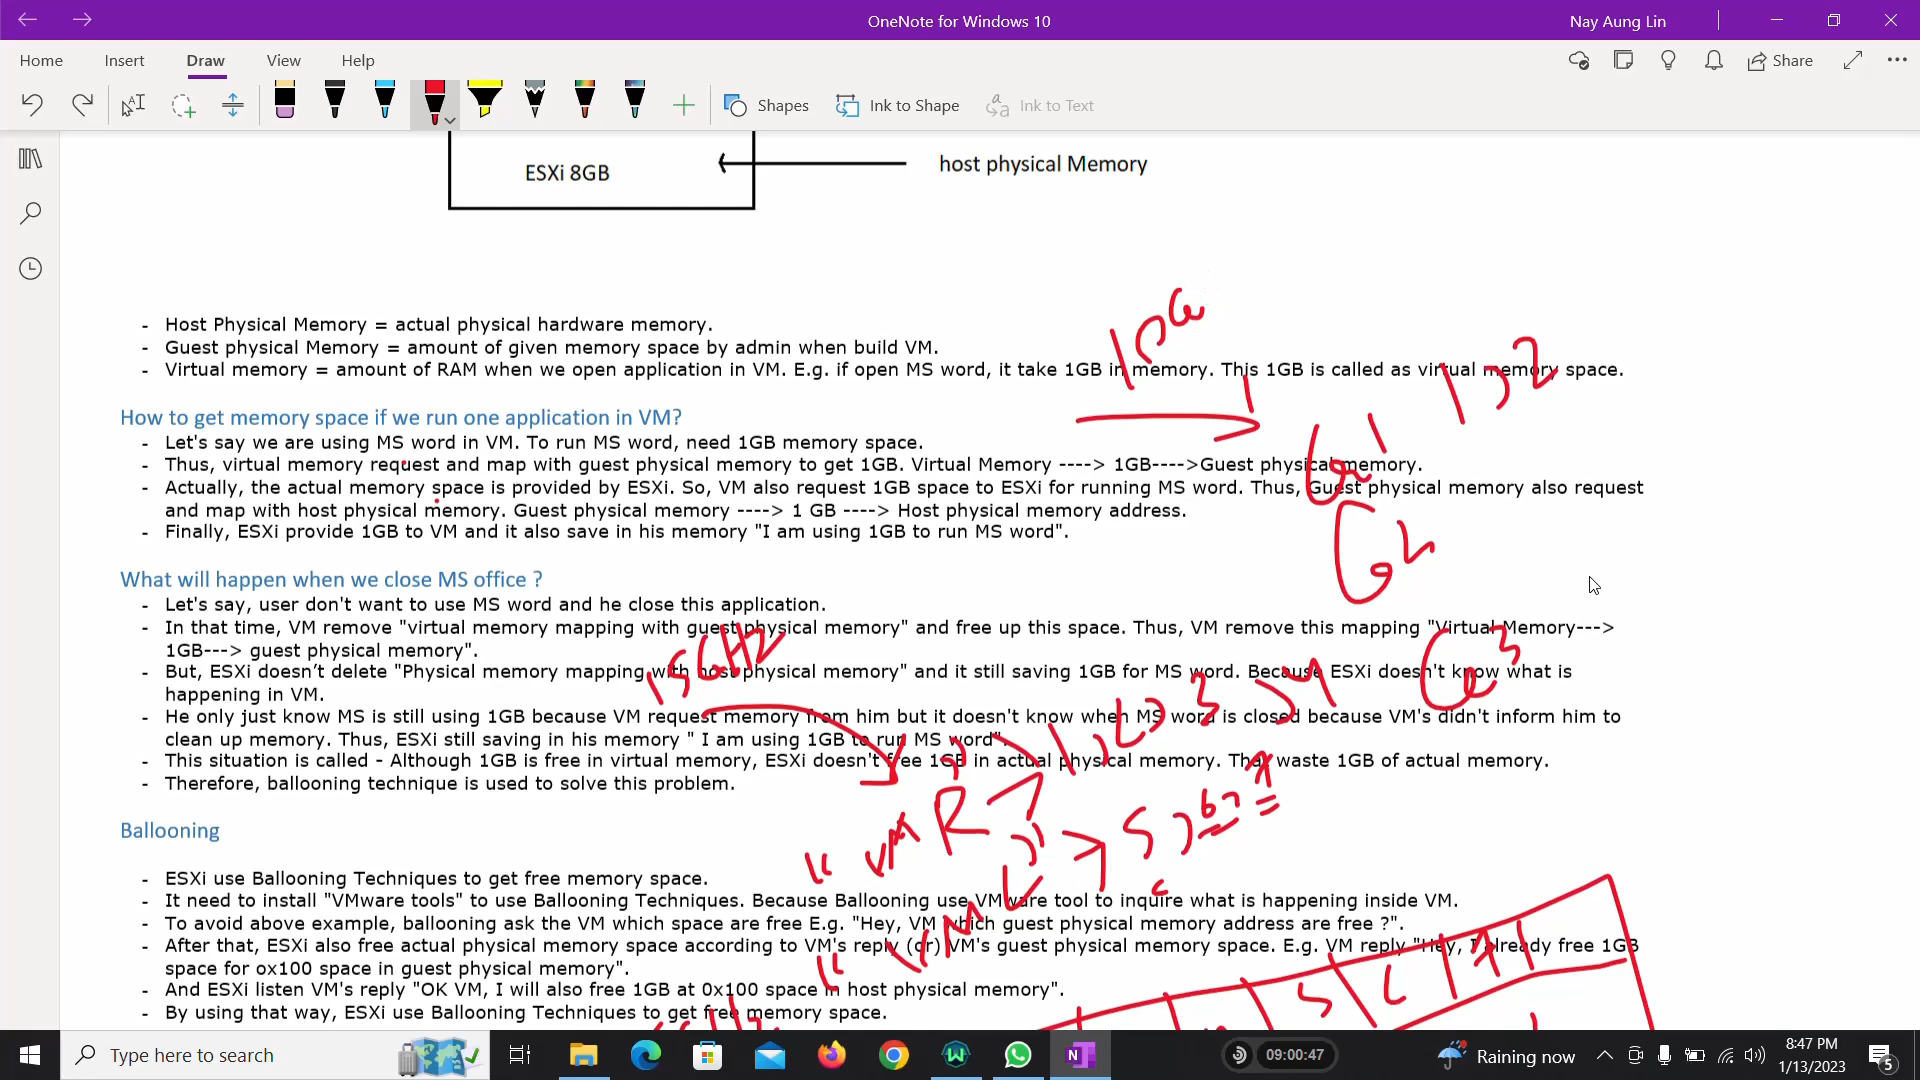 OneNote for Windows 10
Nay Aung Lin
Home Insert Draw View Help
Share
Shapes Ink to Shape Ink to Text
ESXi 8GB
host physical Memory
- Host Physical Memory = actual physical hardware memory.
- Guest physical Memory = amount of given memory space by admin when build VM.
- Virtual memory = amount of RAM when we open application in VM. E.g. if open MS word, it take 1GB in memory. This 1GB is called as virtual memory space.
How to get memory space if we run one application in VM?
- Let's say we are using MS word in VM. To run MS word, need 1GB memory space.
- Thus, virtual memory request and map with guest physical memory to get 1GB. Virtual Memory ----> 1GB---->Guest physical memory.
- Actually, the actual memory space is provided by ESXi. So, VM also request 1GB space to ESXi for running MS word. Thus, Guest physical memory also request
and map with host physical memory. Guest physical memory ----> 1 GB ----> Host physical memory address.
- Finally, ESXi provide 1GB to VM and it also save in his memory "I am using 1GB to run MS word".
What will happen when we close MS office ?
- Let's say, user don't want to use MS word and he close this application.
- In that time, VM remove "virtual memory mapping with guest physical memory" and free up this space. Thus, VM remove this mapping "Virtual Memory--->
1GB---> guest physical memory".
- But, ESXi doesn't delete "Physical memory mapping with host physical memory" and it still saving 1GB for MS word. Because ESXi doesn't know what is
happening in VM.
- He only just know MS is still using 1GB because VM request memory from him but it doesn't know when MS word is closed because VM's didn't inform him to
clean up memory. Thus, ESXi still saving in his memory " I am using 1GB to run MS word".
- This situation is called - Although 1GB is free in virtual memory, ESXi doesn't free 1GB in actual physical memory. That waste 1GB of actual memory.
- Therefore, ballooning technique is used to solve this problem.
15GHz
Ballooning
- ESXi use Ballooning Techniques to get free memory space.
- It need to install "VMware tools" to use Ballooning Techniques. Because Ballooning use VMware tool to inquire what is happening inside VM.
- To avoid above example, ballooning ask the VM which space are free E.g. "Hey, VM which guest physical memory address are free ?".
- After that, ESXi also free actual physical memory space according to VM's reply (or) VM's guest physical memory space. E.g. VM reply "Hey, I already free 1GB
space for ox100 space in guest physical memory".
- And ESXi listen VM's reply "OK VM, I will also free 1GB at 0x100 space in host physical memory".
- By using that way, ESXi use Ballooning Techniques to get free memory space.
Type here to search
09:00:47
Raining now
8:47 PM
1/13/2023
5